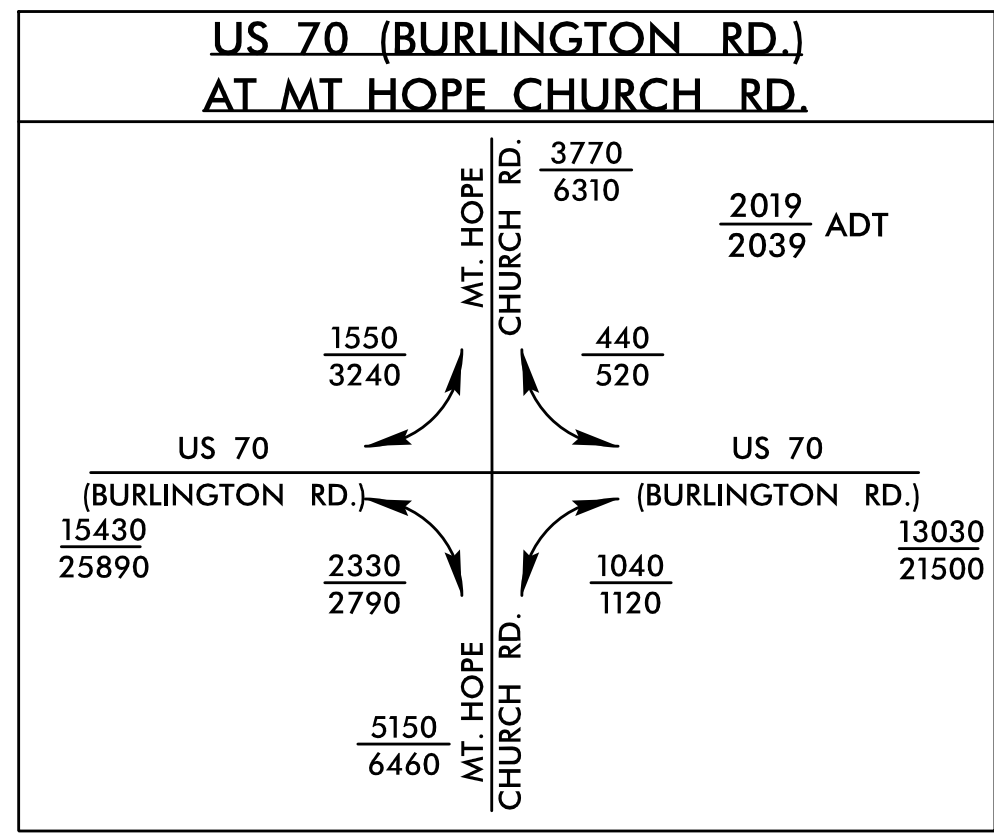 US 70 (BURLINGTON RD.)
AT MT HOPE CHURCH RD.
MT. HOPE
CHURCH RD.
3770
6310
2019
2039
ADT
1550
3240
440
520
US 70
(BURLINGTON RD.)
US 70
(BURLINGTON RD.)
15430
25890
13030
21500
2330
2790
1040
1120
MT. HOPE
CHURCH RD.
5150
6460